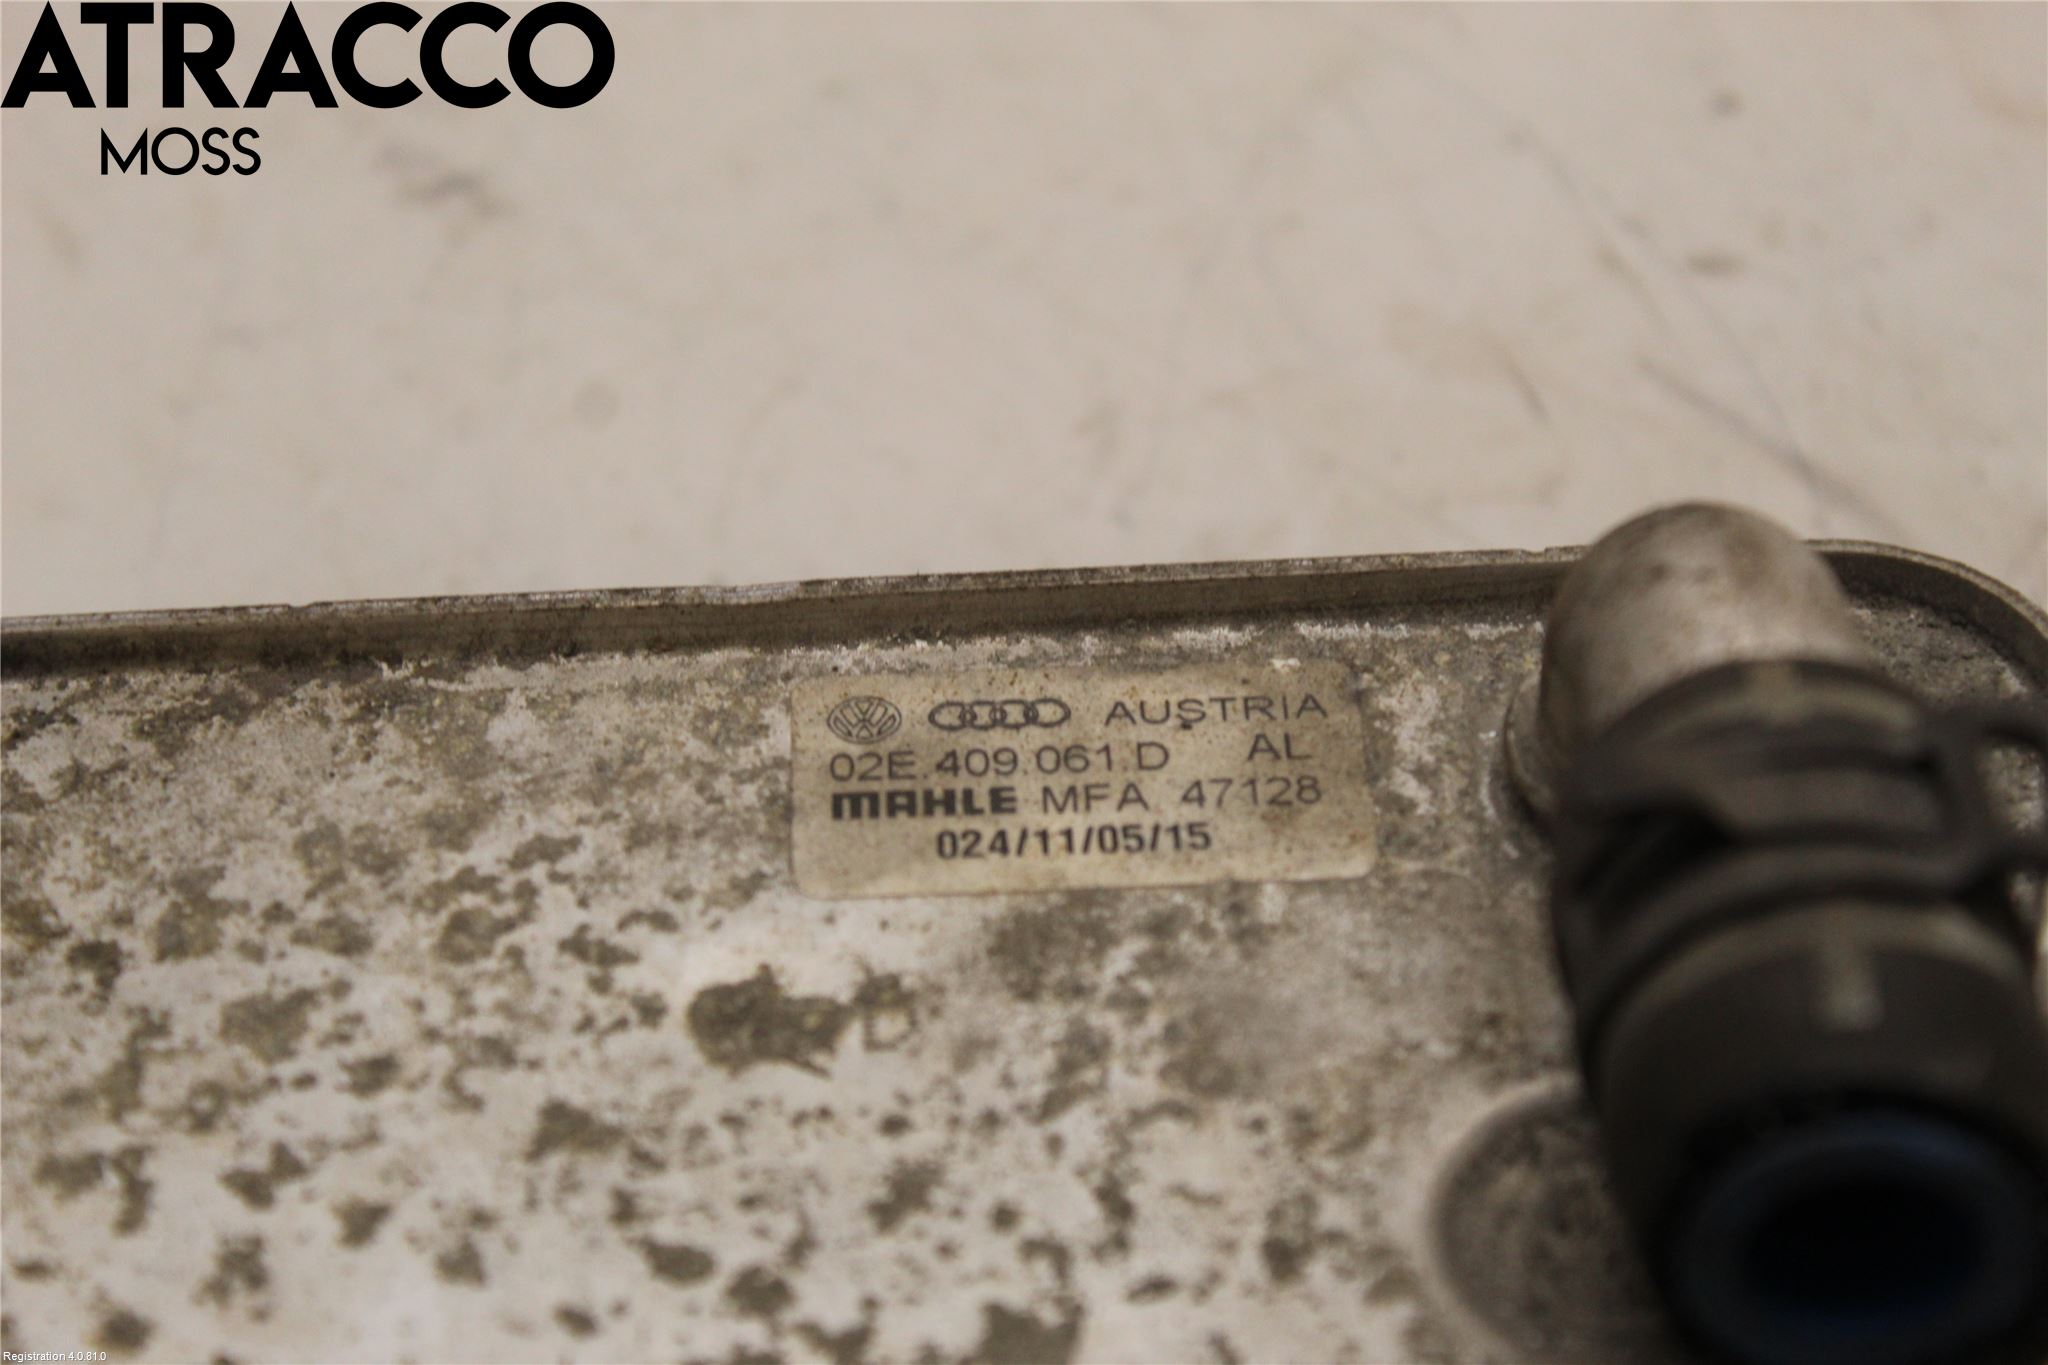 ATRACCO
MOSS
AUSTRIA
02E.409.061.D AL
MAHLE MFA 47128
024/11/05/15
Registration 4.0.81.0